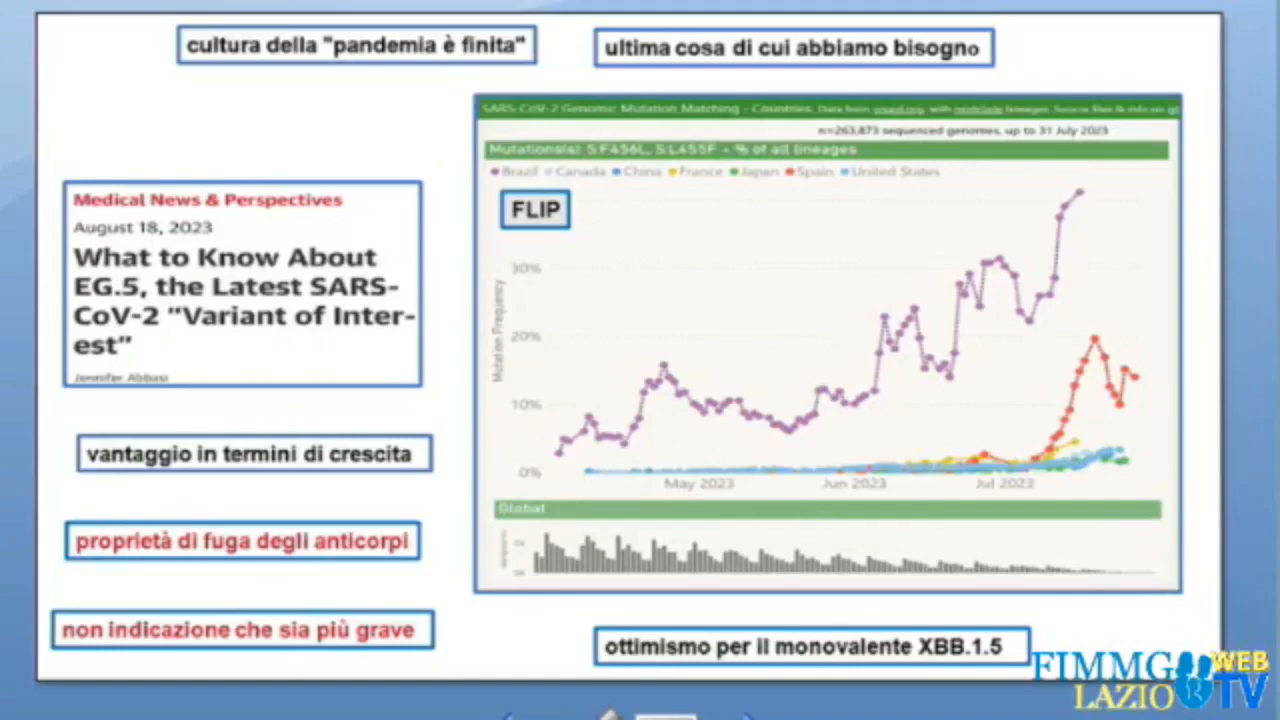 cultura della "pandemia è finita"
ultima cosa di cui abbiamo bisogno
Medical News & Perspectives
August 18, 2023
What to Know About
EG.5, the Latest SARS-
CoV-2 "Variant of Inter-
est"
Jennifer Abbasi
vantaggio in termini di crescita
proprietà di fuga degli anticorpi
non indicazione che sia più grave
SARS-CoV-2 Genomic Mutation Matching - Countries. Data from with lineages.
n=263,873 sequenced genomes, up to 31 July 2023
Mutations(s): S:F456L, S:L455F - % of all lineages
Brazil Canada China France Japan Spain United States
FLIP
Mutation Frequency
30%
20%
10%
0%
May 2023 Jun 2023 Jul 2023
Global
ottimismo per il monovalente XBB.1.5
FIMMG WEB
LAZIO TV